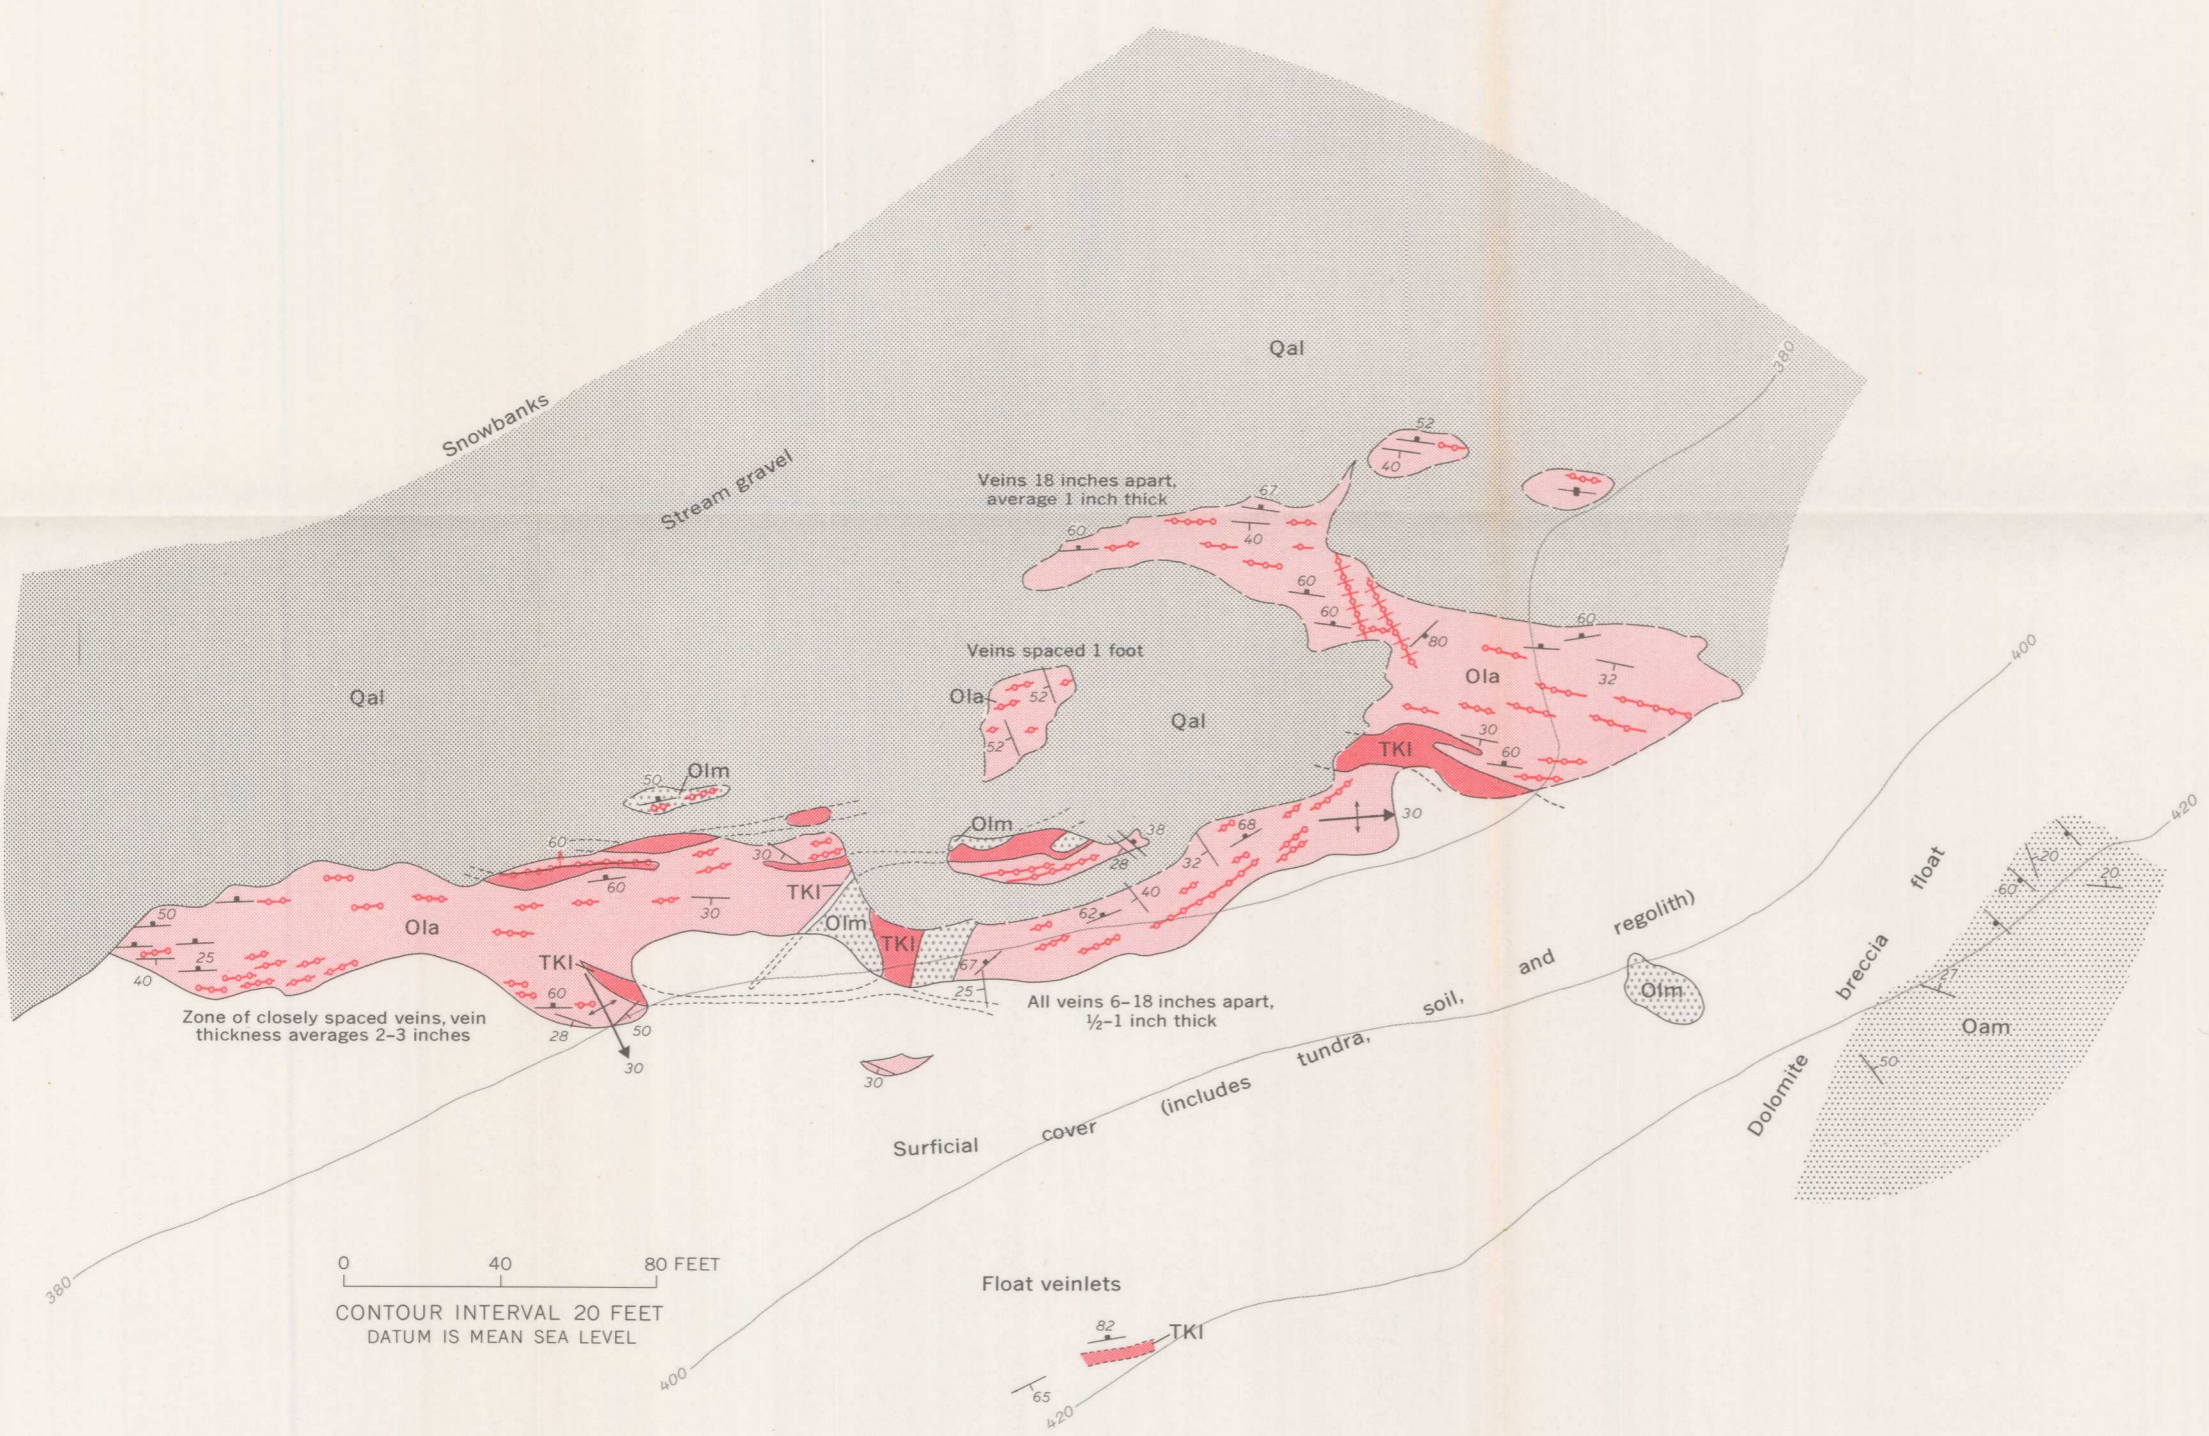 380
Qal
Snowbanks
52
40
Stream gravel
Veins 18 inches apart,
average 1 inch thick
67
60
40
60
60
60
80
400
Veins spaced 1 foot
Ola
52
52
Qal
Qal
Ola
32
30
60
TKl
Olm
50
30
420
Olm
38
28
68
32
60
30
60
TKl
30
40
62
Olm
TKl
50
Ola
25
40
TKl
60
28
50
30
67
25
All veins 6–18 inches apart,
½–1 inch thick
Zone of closely spaced veins, vein
thickness averages 2–3 inches
30
Surficial cover (includes tundra, soil, and regolith)
Olm
Dolomite breccia float
20
20
60
27
50
Oam
380
0 40 80 FEET
CONTOUR INTERVAL 20 FEET
DATUM IS MEAN SEA LEVEL
Float veinlets
82
TKl
65
400
420